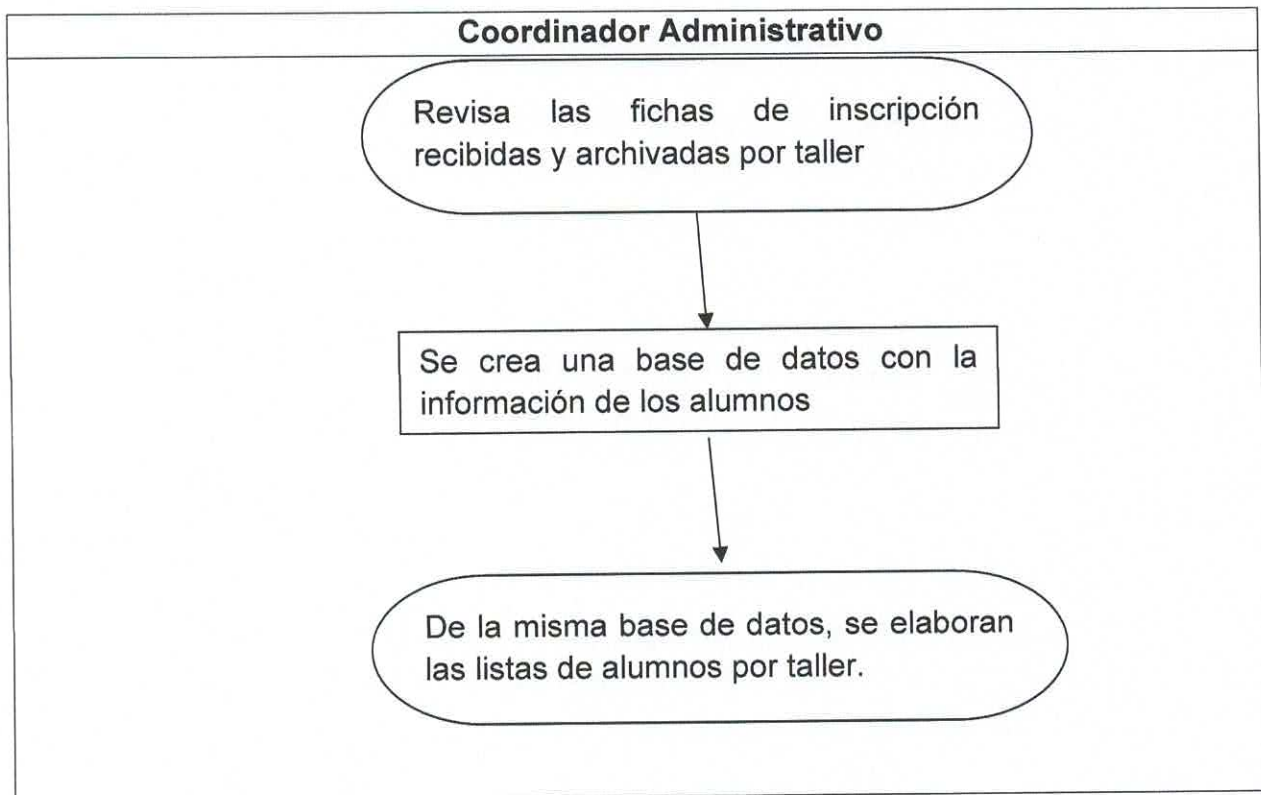 Coordinador Administrativo
Revisa las fichas de inscripción
recibidas y archivadas por taller
Se crea una base de datos con la
información de los alumnos
De la misma base de datos, se elaboran
las listas de alumnos por taller.